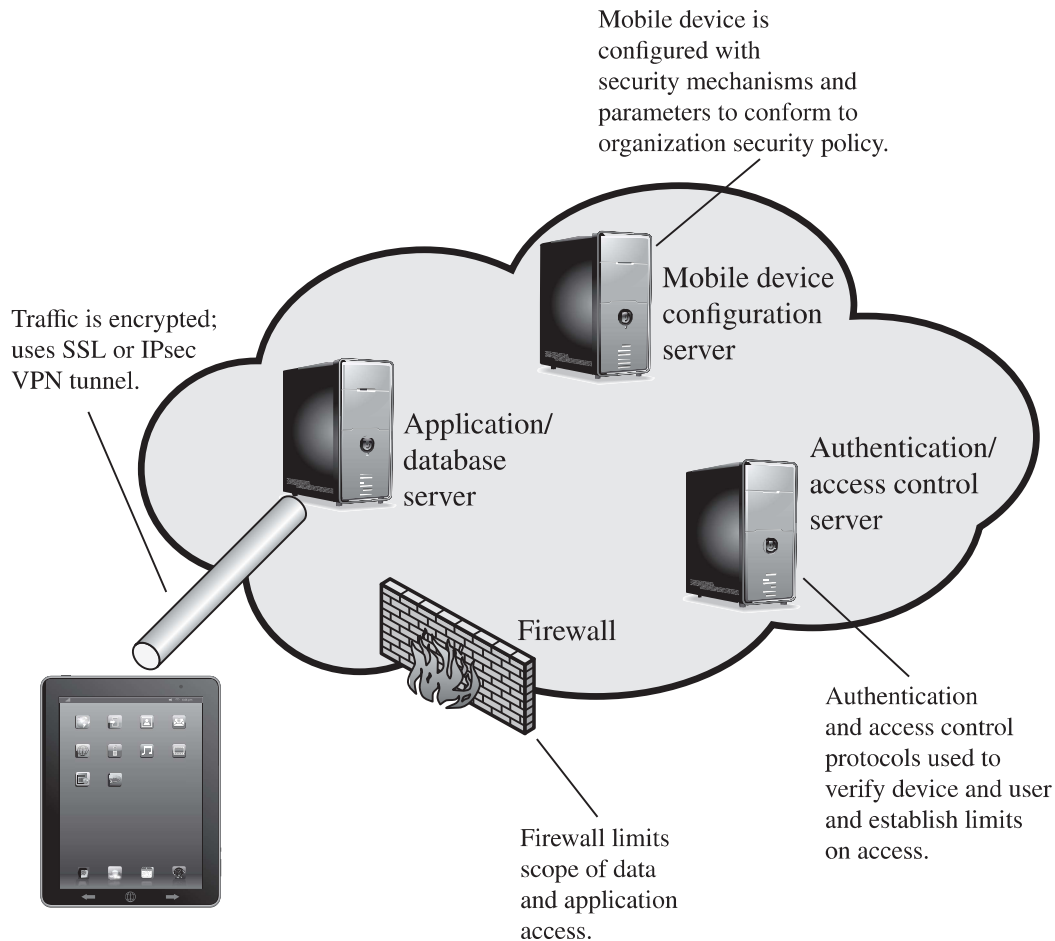 Mobile device is
configured with
security mechanisms and
parameters to conform to
organization security policy.
Mobile device
configuration
server
Traffic is encrypted;
uses SSL or IPsec
VPN tunnel.
Application/
database
server
Authentication/
access control
server
Firewall
Authentication
and access control
protocols used to
verify device and user
and establish limits
on access.
Firewall limits
scope of data
and application
access.